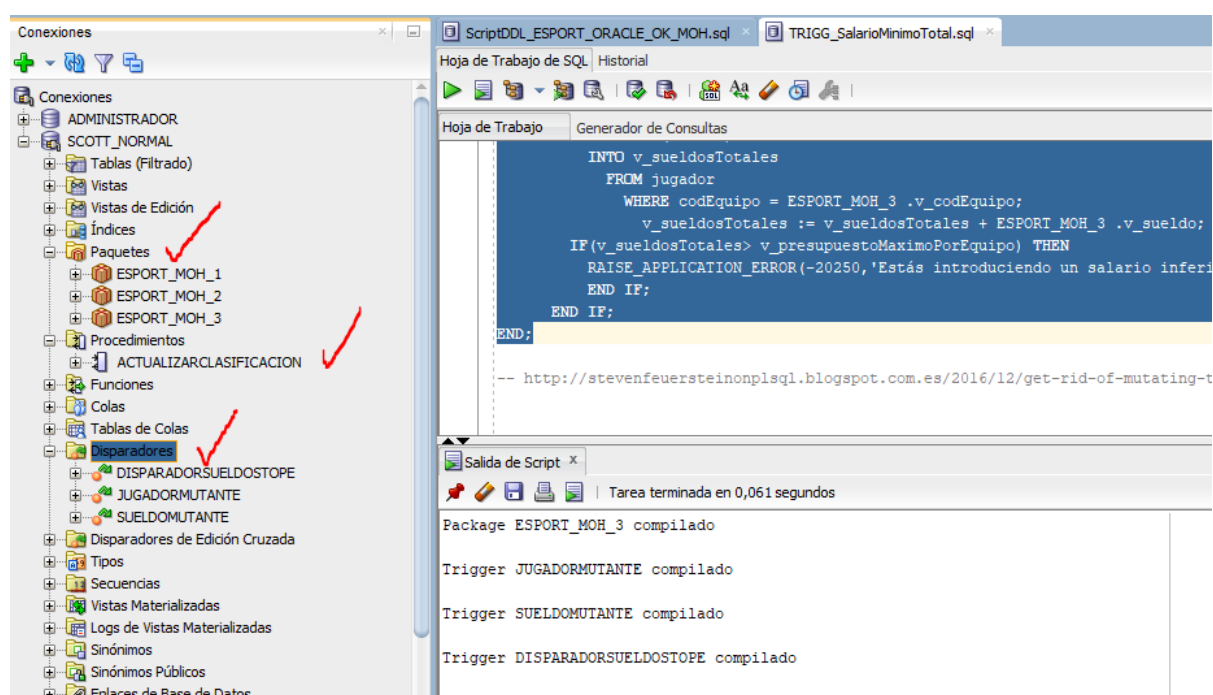 Conexiones
Conexiones
ADMINISTRADOR
SCOTT_NORMAL
Tablas (Filtrado)
Vistas
Vistas de Edición
Índices
Paquetes
ESPORT_MOH_1
ESPORT_MOH_2
ESPORT_MOH_3
Procedimientos
ACTUALIZARCLASIFICACION
Funciones
Colas
Tablas de Colas
Disparadores
DISPARADORSUELDOSTOPE
JUGADORMUTANTE
SUELDOMUTANTE
Disparadores de Edición Cruzada
Tipos
Secuencias
Vistas Materializadas
Logs de Vistas Materializadas
Sinónimos
Sinónimos Públicos
Enlaces de Base de Datos
ScriptDDL_ESPORT_ORACLE_OK_MOH.sql TRIGG_SalarioMinimoTotal.sql
Hoja de Trabajo de SQL Historial
Hoja de Trabajo Generador de Consultas
INTO v_sueldosTotales
FROM jugador
WHERE codEquipo = ESPORT_MOH_3 .v_codEquipo;
v_sueldosTotales := v_sueldosTotales + ESPORT_MOH_3 .v_sueldo;
IF(v_sueldosTotales> v_presupuestoMaximoPorEquipo) THEN
RAISE_APPLICATION_ERROR(-20250,'Estás introduciendo un salario inferi
END IF;
END IF;
END;
-- http://stevenfeuersteinonplsql.blogspot.com.es/2016/12/get-rid-of-mutating-t
Salida de Script
Tarea terminada en 0,061 segundos
Package ESPORT_MOH_3 compilado
Trigger JUGADORMUTANTE compilado
Trigger SUELDOMUTANTE compilado
Trigger DISPARADORSUELDOSTOPE compilado